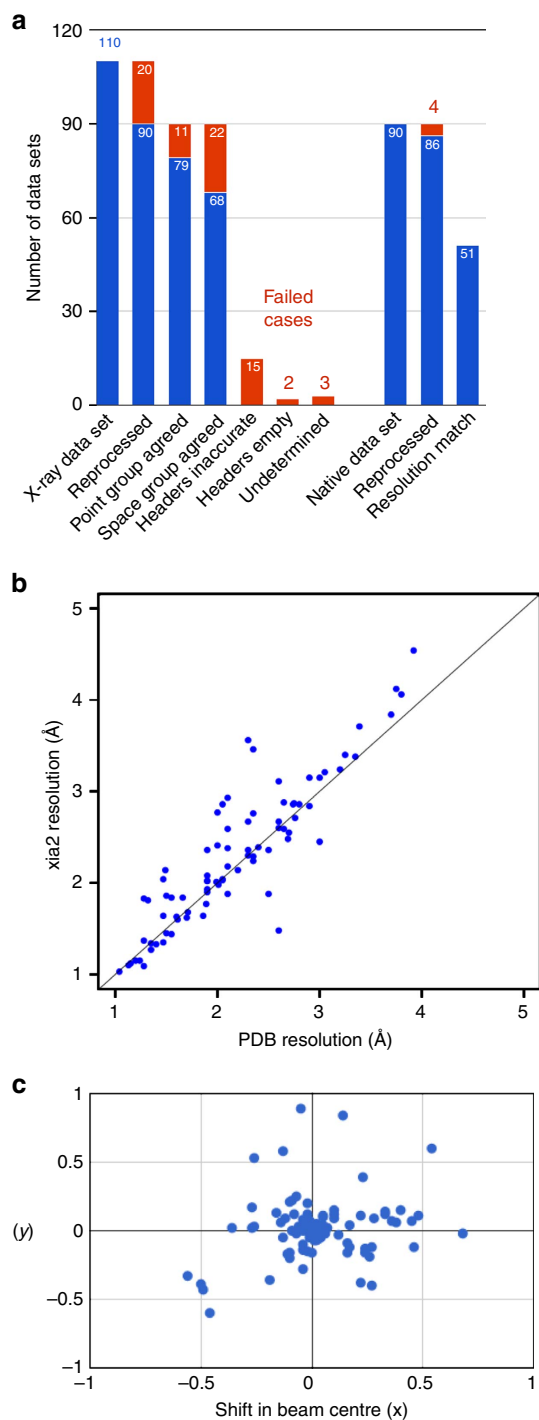 a
120
90
60
30
0
Number of data sets
110
20
90
11
79
22
68
Failed
cases
15
2
3
90
4
86
51
X-ray data set
Reprocessed
Point group agreed
Space group agreed
Headers inaccurate
Headers empty
Undetermined
Native data set
Reprocessed
Resolution match
b
5
4
3
2
1
xia2 resolution (Å)
1 2 3 4 5
PDB resolution (Å)
c
1
0.5
0
−0.5
−1
(y)
−1 −0.5 0 0.5 1
Shift in beam centre (x)